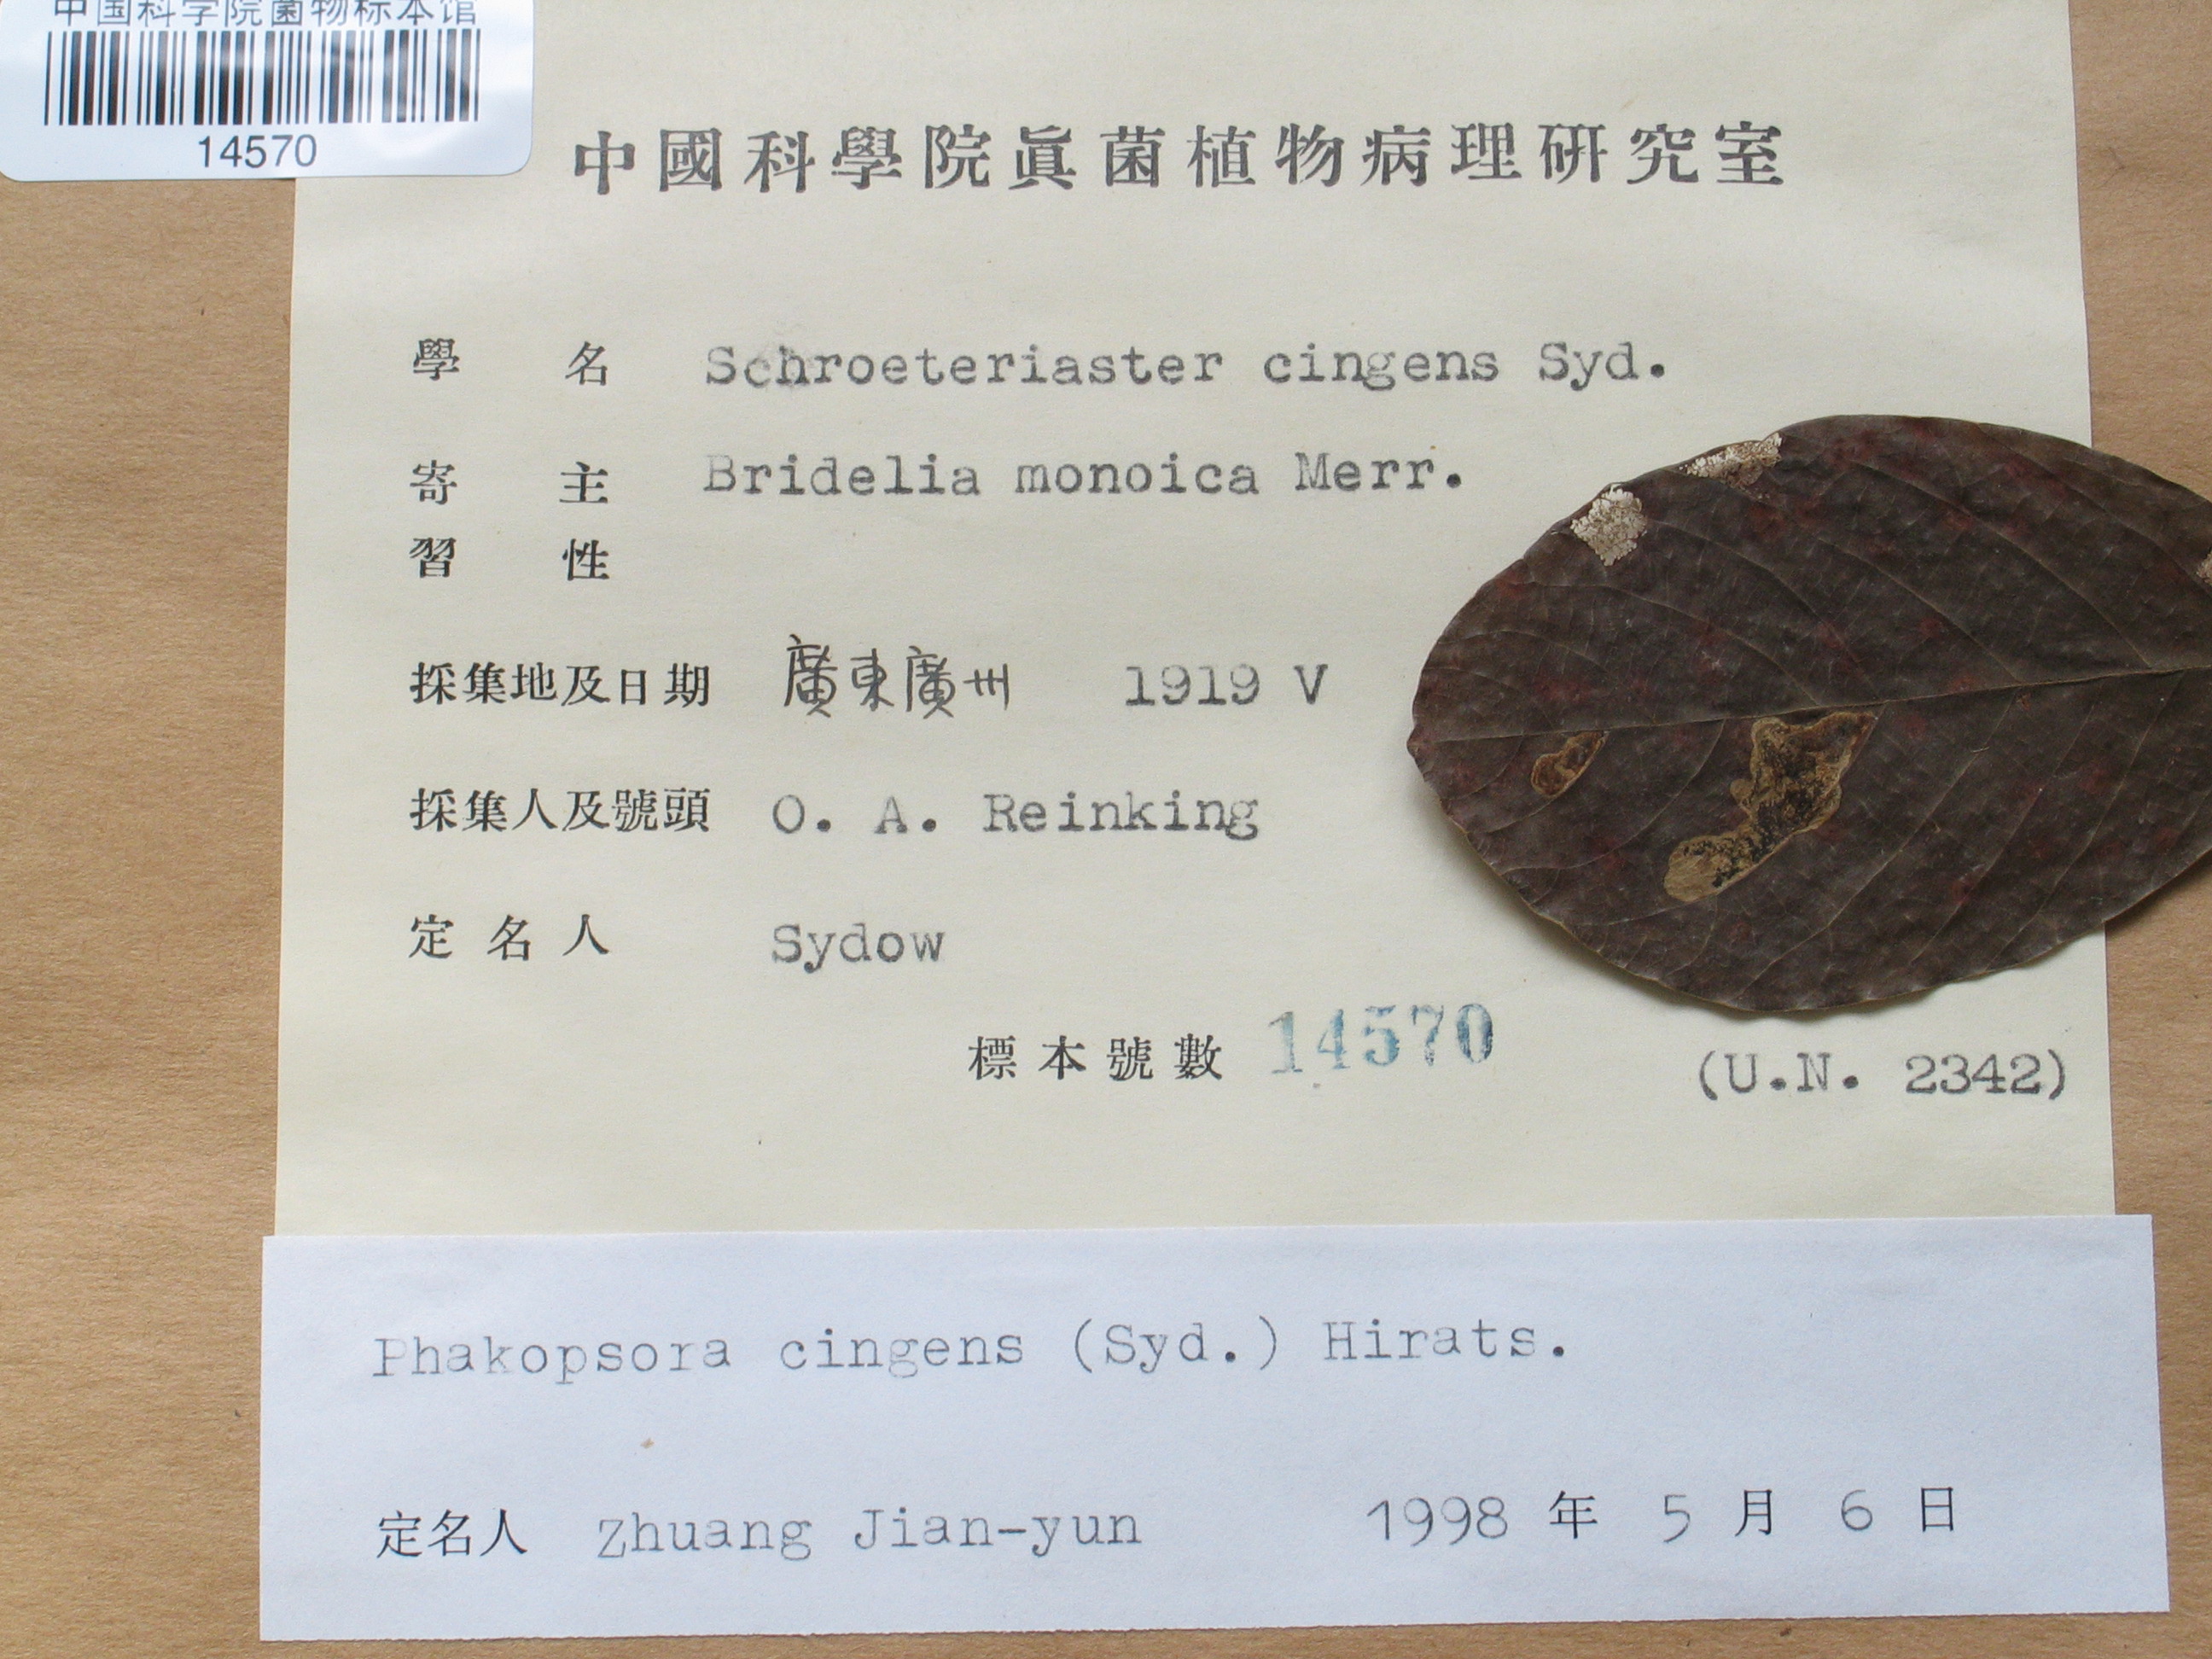 中国科学院菌物标本馆
14570
中國科學院眞菌植物病理研究室
學名 Schroeteriaster cingens Syd.
寄主 Bridelia monoica Merr.
習性
採集地及日期 廣東廣州 1919 V
採集人及號頭 O. A. Reinking
定名人 Sydow
標本號數 14570 (U.N. 2342)
Phakopsora cingens (Syd.) Hirats.
定名人 Zhuang Jian-yun 1998 年 5 月 6 日